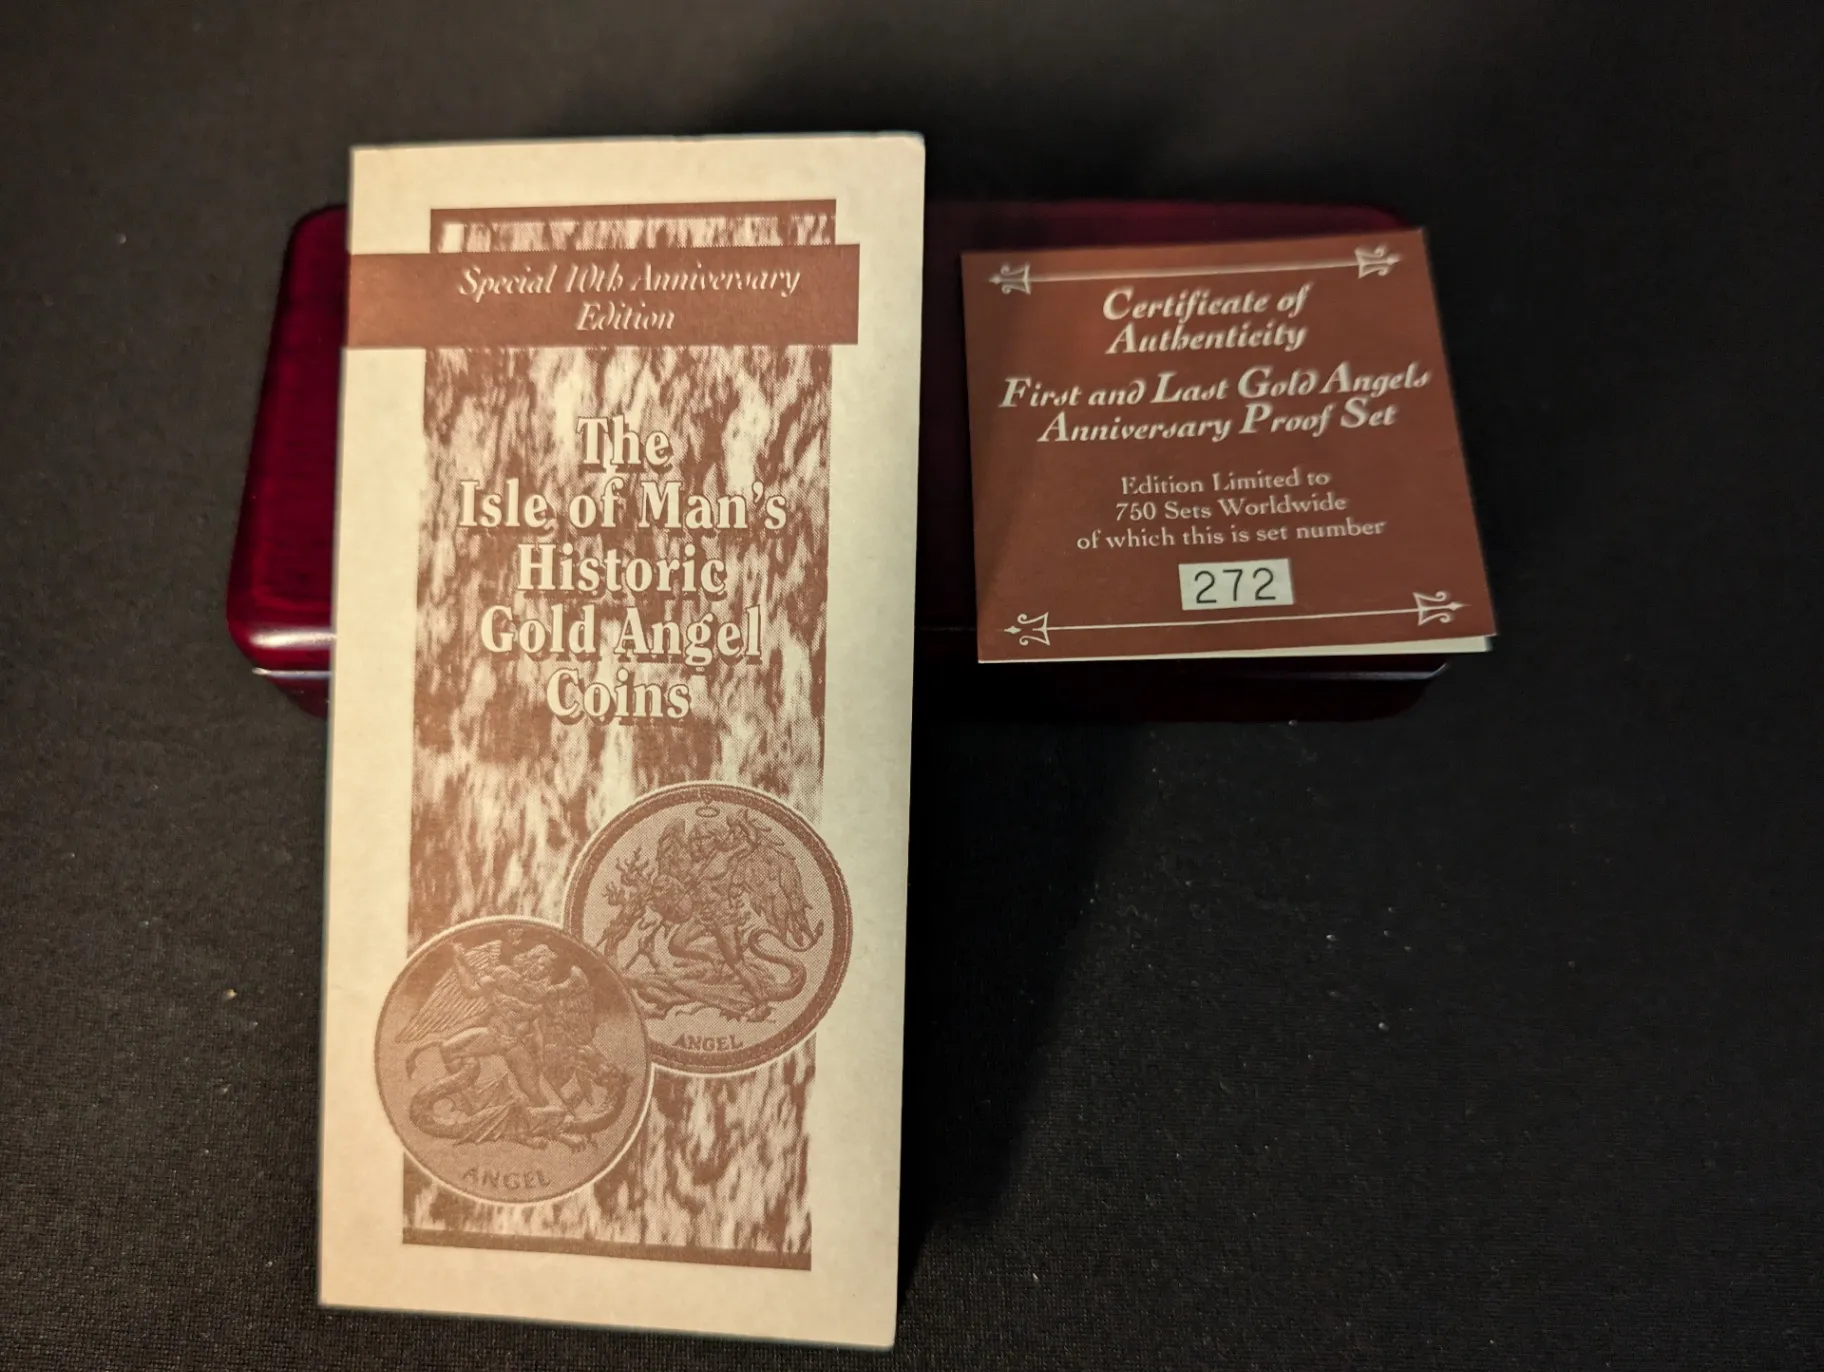 Special 10th Anniversary
Edition
The
Isle of Man's
Historic
Gold Angel
Coins
ANGEL
ANGEL
Certificate of
Authenticity
First and Last Gold Angels
Anniversary Proof Set
Edition Limited to
750 Sets Worldwide
of which this is set number
272